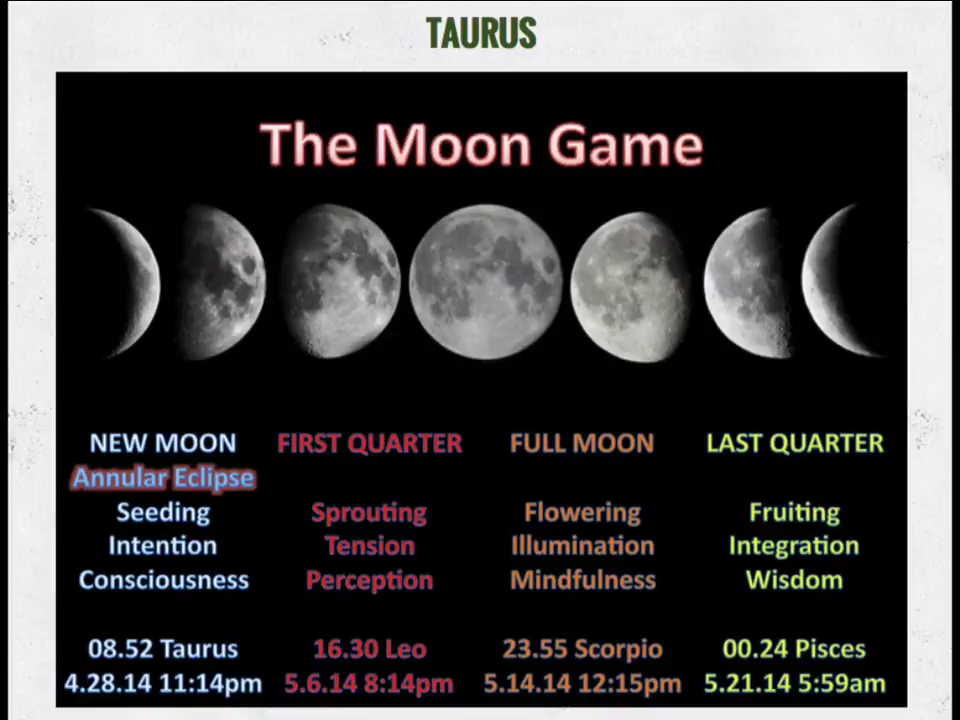 TAURUS
The Moon Game
NEW MOON
Annular Eclipse
Seeding
Intention
Consciousness
08.52 Taurus
4.28.14 11:14pm
FIRST QUARTER
Sprouting
Tension
Perception
16.30 Leo
5.6.14 8:14pm
FULL MOON
Flowering
Illumination
Mindfulness
23.55 Scorpio
5.14.14 12:15pm
LAST QUARTER
Fruiting
Integration
Wisdom
00.24 Pisces
5.21.14 5:59am